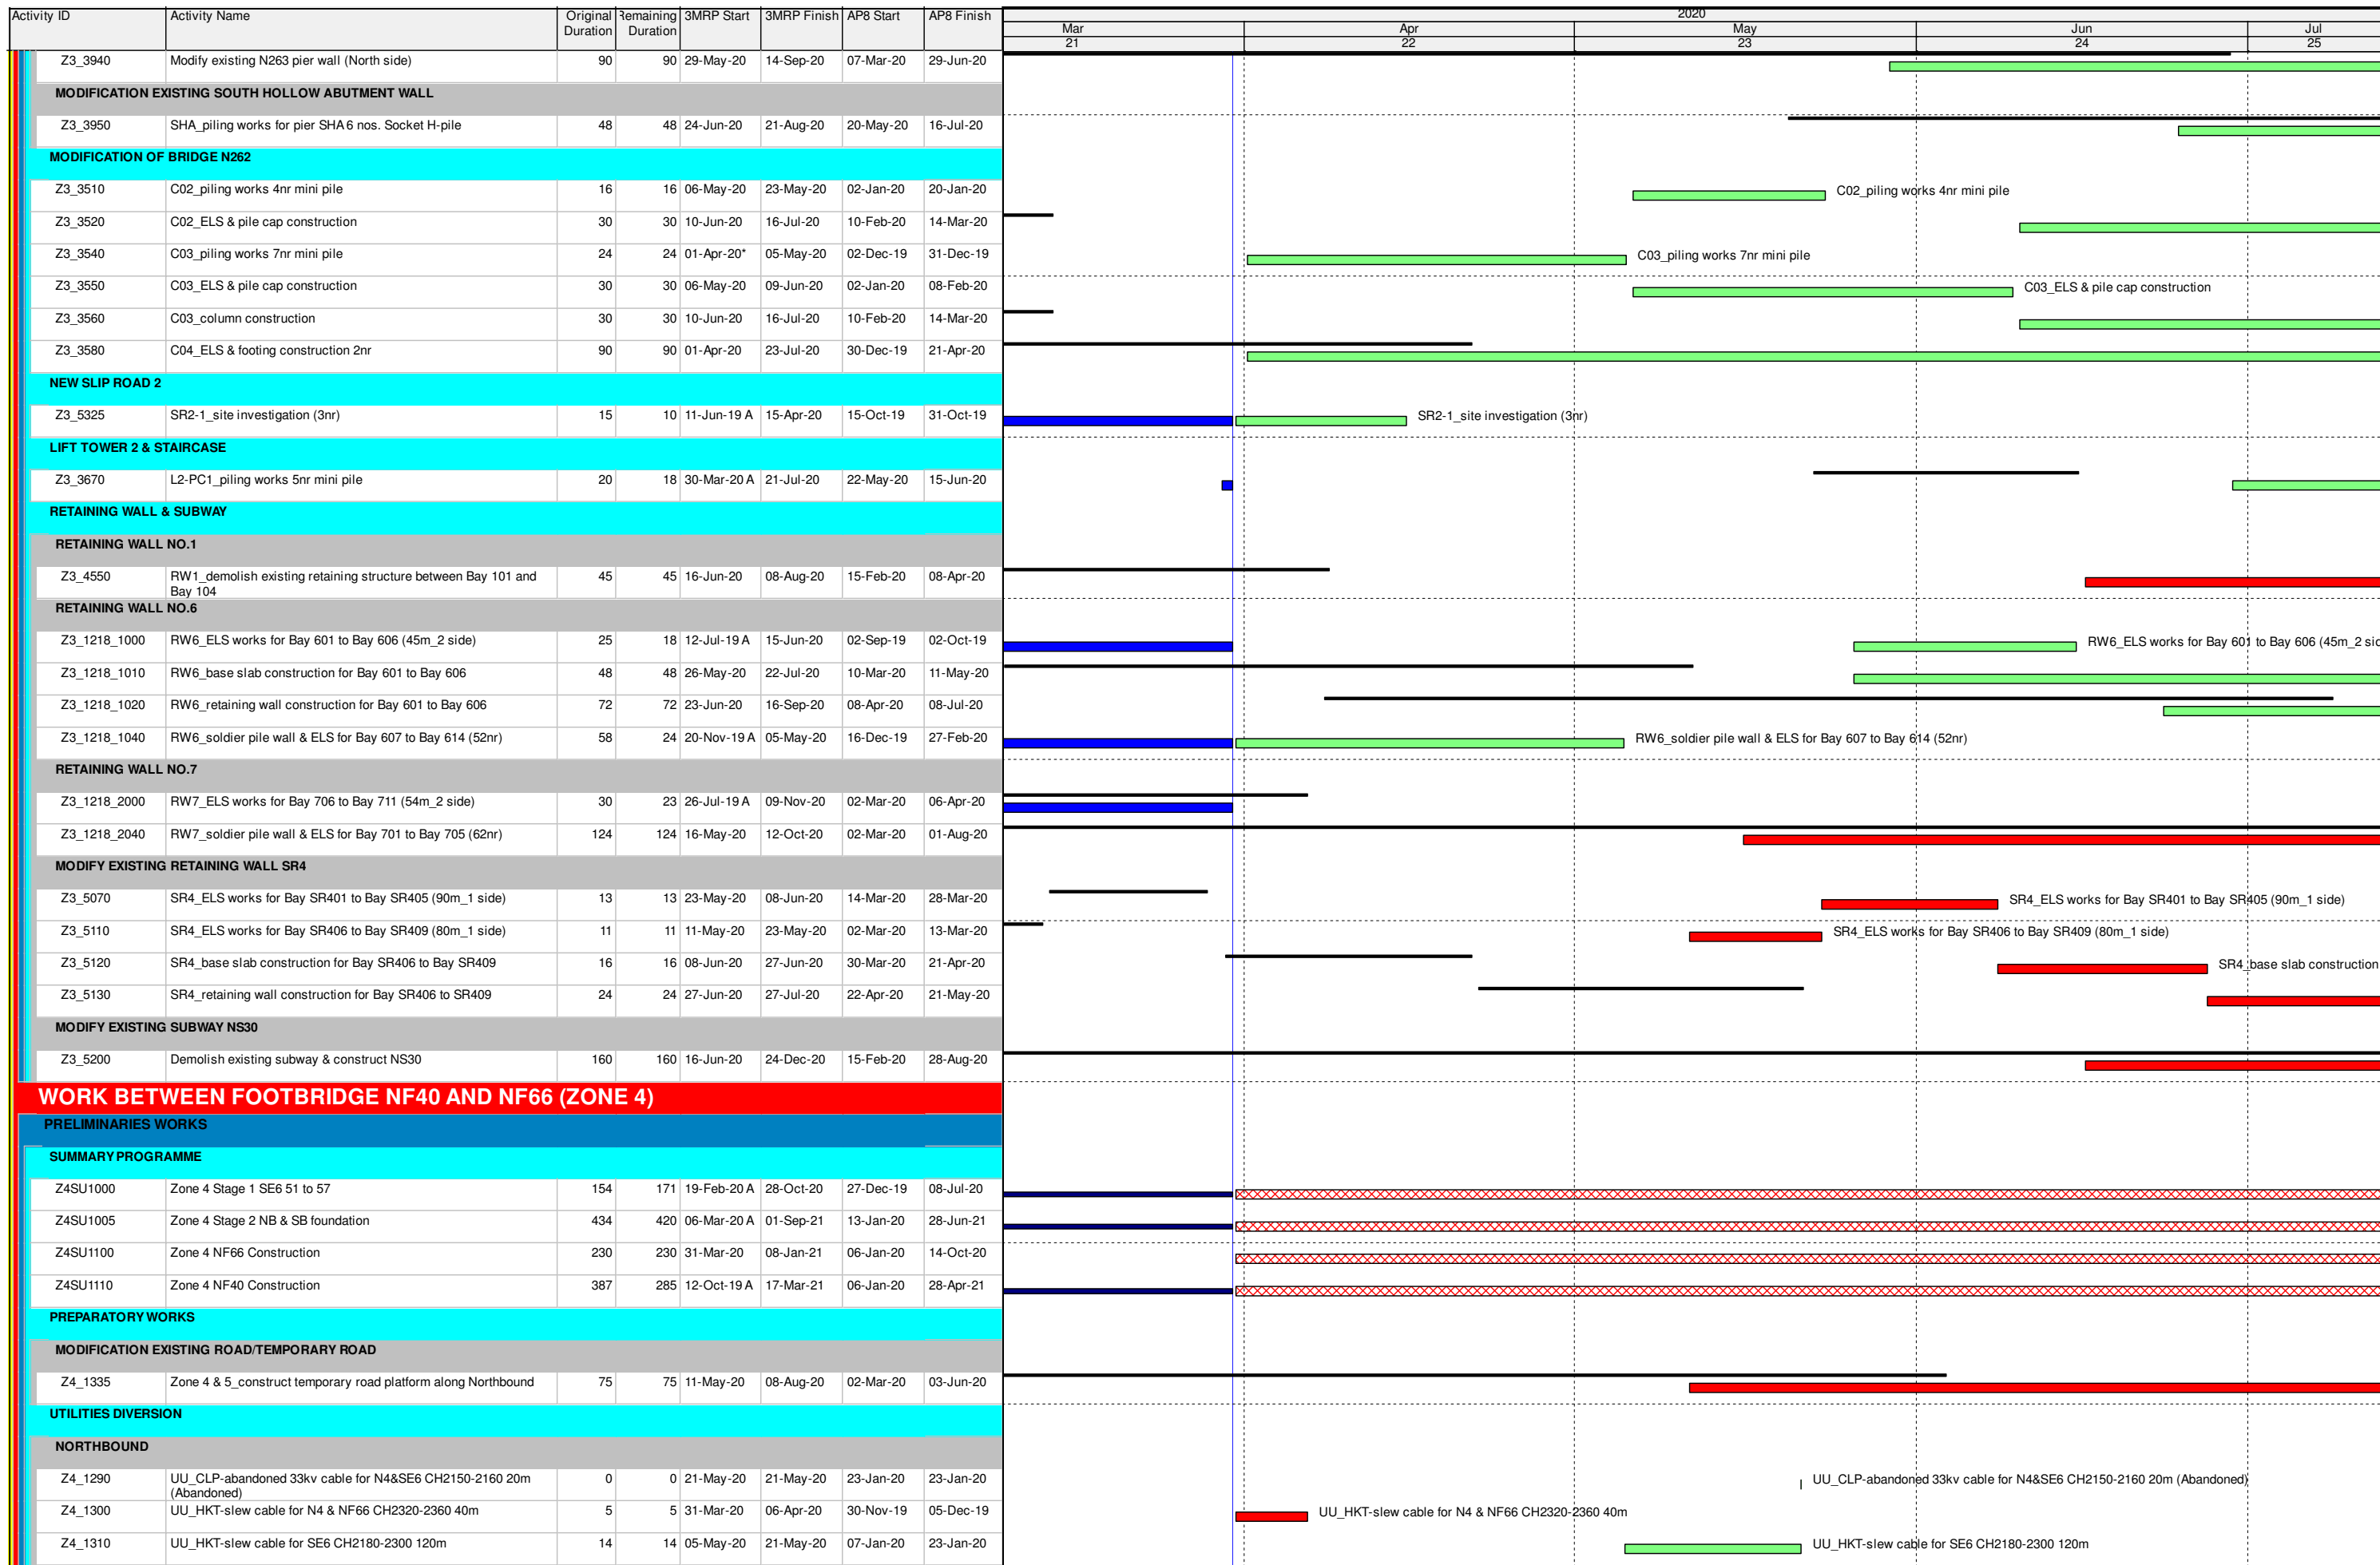 Activity ID Activity Name Original Duration Remaining Duration 3MRP Start 3MRP Finish AP8 Start AP8 Finish
2020
Mar Apr May Jun Jul
21 22 23 24 25
Z3_3940 Modify existing N263 pier wall (North side) 90 90 29-May-20 14-Sep-20 07-Mar-20 29-Jun-20
MODIFICATION EXISTING SOUTH HOLLOW ABUTMENT WALL
Z3_3950 SHA_piling works for pier SHA 6 nos. Socket H-pile 48 48 24-Jun-20 21-Aug-20 20-May-20 16-Jul-20
MODIFICATION OF BRIDGE N262
Z3_3510 C02_piling works 4nr mini pile 16 16 06-May-20 23-May-20 02-Jan-20 20-Jan-20 C02_piling works 4nr mini pile
Z3_3520 C02_ELS & pile cap construction 30 30 10-Jun-20 16-Jul-20 10-Feb-20 14-Mar-20
Z3_3540 C03_piling works 7nr mini pile 24 24 01-Apr-20* 05-May-20 02-Dec-19 31-Dec-19 C03_piling works 7nr mini pile
Z3_3550 C03_ELS & pile cap construction 30 30 06-May-20 09-Jun-20 02-Jan-20 08-Feb-20 C03_ELS & pile cap construction
Z3_3560 C03_column construction 30 30 10-Jun-20 16-Jul-20 10-Feb-20 14-Mar-20
Z3_3580 C04_ELS & footing construction 2nr 90 90 01-Apr-20 23-Jul-20 30-Dec-19 21-Apr-20
NEW SLIP ROAD 2
Z3_5325 SR2-1_site investigation (3nr) 15 10 11-Jun-19 A 15-Apr-20 15-Oct-19 31-Oct-19 SR2-1_site investigation (3nr)
LIFT TOWER 2 & STAIRCASE
Z3_3670 L2-PC1_piling works 5nr mini pile 20 18 30-Mar-20 A 21-Jul-20 22-May-20 15-Jun-20
RETAINING WALL & SUBWAY
RETAINING WALL NO.1
Z3_4550 RW1_demolish existing retaining structure between Bay 101 and 45 45 16-Jun-20 08-Aug-20 15-Feb-20 08-Apr-20
Bay 104
RETAINING WALL NO.6
Z3_1218_1000 RW6_ELS works for Bay 601 to Bay 606 (45m_2 side) 25 18 12-Jul-19 A 15-Jun-20 02-Sep-19 02-Oct-19 RW6_ELS works for Bay 601 to Bay 606 (45m_2 sid
Z3_1218_1010 RW6_base slab construction for Bay 601 to Bay 606 48 48 26-May-20 22-Jul-20 10-Mar-20 11-May-20
Z3_1218_1020 RW6_retaining wall construction for Bay 601 to Bay 606 72 72 23-Jun-20 16-Sep-20 08-Apr-20 08-Jul-20
Z3_1218_1040 RW6_soldier pile wall & ELS for Bay 607 to Bay 614 (52nr) 58 24 20-Nov-19 A 05-May-20 16-Dec-19 27-Feb-20 RW6_soldier pile wall & ELS for Bay 607 to Bay 614 (52nr)
RETAINING WALL NO.7
Z3_1218_2000 RW7_ELS works for Bay 706 to Bay 711 (54m_2 side) 30 23 26-Jul-19 A 09-Nov-20 02-Mar-20 06-Apr-20
Z3_1218_2040 RW7_soldier pile wall & ELS for Bay 701 to Bay 705 (62nr) 124 124 16-May-20 12-Oct-20 02-Mar-20 01-Aug-20
MODIFY EXISTING RETAINING WALL SR4
Z3_5070 SR4_ELS works for Bay SR401 to Bay SR405 (90m_1 side) 13 13 23-May-20 08-Jun-20 14-Mar-20 28-Mar-20 SR4_ELS works for Bay SR401 to Bay SR405 (90m_1 side)
Z3_5110 SR4_ELS works for Bay SR406 to Bay SR409 (80m_1 side) 11 11 11-May-20 23-May-20 02-Mar-20 13-Mar-20 SR4_ELS works for Bay SR406 to Bay SR409 (80m_1 side)
Z3_5120 SR4_base slab construction for Bay SR406 to Bay SR409 16 16 08-Jun-20 27-Jun-20 30-Mar-20 21-Apr-20 SR4_base slab construction
Z3_5130 SR4_retaining wall construction for Bay SR406 to SR409 24 24 27-Jun-20 27-Jul-20 22-Apr-20 21-May-20
MODIFY EXISTING SUBWAY NS30
Z3_5200 Demolish existing subway & construct NS30 160 160 16-Jun-20 24-Dec-20 15-Feb-20 28-Aug-20
WORK BETWEEN FOOTBRIDGE NF40 AND NF66 (ZONE 4)
PRELIMINARIES WORKS
SUMMARY PROGRAMME
Z4SU1000 Zone 4 Stage 1 SE6 51 to 57 154 171 19-Feb-20 A 28-Oct-20 27-Dec-19 08-Jul-20
Z4SU1005 Zone 4 Stage 2 NB & SB foundation 434 420 06-Mar-20 A 01-Sep-21 13-Jan-20 28-Jun-21
Z4SU1100 Zone 4 NF66 Construction 230 230 31-Mar-20 08-Jan-21 06-Jan-20 14-Oct-20
Z4SU1110 Zone 4 NF40 Construction 387 285 12-Oct-19 A 17-Mar-21 06-Jan-20 28-Apr-21
PREPARATORY WORKS
MODIFICATION EXISTING ROAD/TEMPORARY ROAD
Z4_1335 Zone 4 & 5_construct temporary road platform along Northbound 75 75 11-May-20 08-Aug-20 02-Mar-20 03-Jun-20
UTILITIES DIVERSION
NORTHBOUND
Z4_1290 UU_CLP-abandoned 33kv cable for N4&SE6 CH2150-2160 20m 0 0 21-May-20 21-May-20 23-Jan-20 23-Jan-20 UU_CLP-abandoned 33kv cable for N4&SE6 CH2150-2160 20m (Abandoned)
(Abandoned)
Z4_1300 UU_HKT-slew cable for N4 & NF66 CH2320-2360 40m 5 5 31-Mar-20 06-Apr-20 30-Nov-19 05-Dec-19 UU_HKT-slew cable for N4 & NF66 CH2320-2360 40m
Z4_1310 UU_HKT-slew cable for SE6 CH2180-2300 120m 14 14 05-May-20 21-May-20 07-Jan-20 23-Jan-20 UU_HKT-slew cable for SE6 CH2180-2300 120m